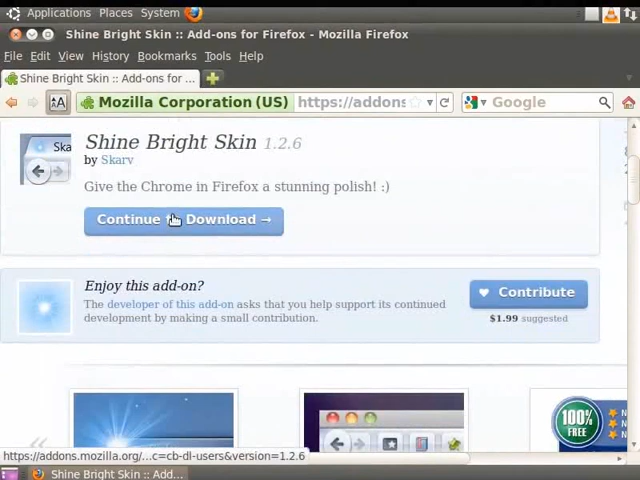 Applications Places System
Shine Bright Skin :: Add-ons for Firefox - Mozilla Firefox
File Edit View History Bookmarks Tools Help
Shine Bright Skin :: Add-ons for ...
Mozilla Corporation (US) https://addons Google
Ska
Shine Bright Skin 1.2.6
by Skarv
Give the Chrome in Firefox a stunning polish! :)
Continue Download →
Enjoy this add-on?
The developer of this add-on asks that you help support its continued
development by making a small contribution.
Contribute
$1.99 suggested
100%
FREE
https://addons.mozilla.org/...c=cb-dl-users&version=1.2.6
Shine Bright Skin :: Add...